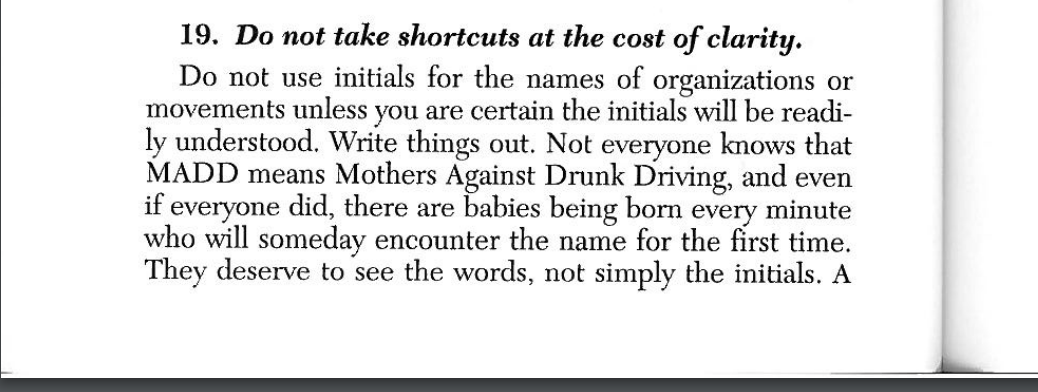 19. Do not take shortcuts at the cost of clarity.
Do not use initials for the names of organizations or
movements unless you are certain the initials will be readi-
ly understood. Write things out. Not everyone knows that
MADD means Mothers Against Drunk Driving, and even
if everyone did, there are babies being born every minute
who will someday encounter the name for the first time.
They deserve to see the words, not simply the initials. A